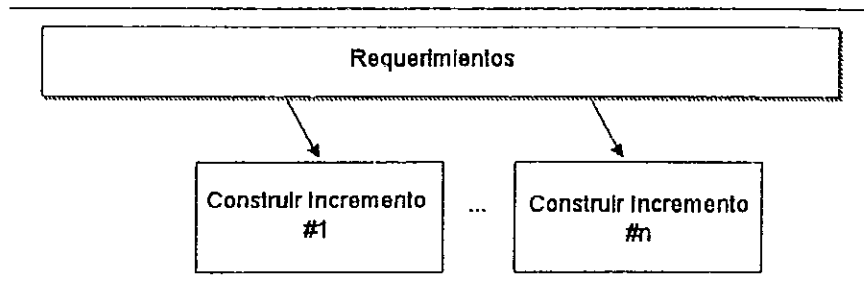 Requerimientos
Construir Incremento
#1
...
Construir Incremento
#n